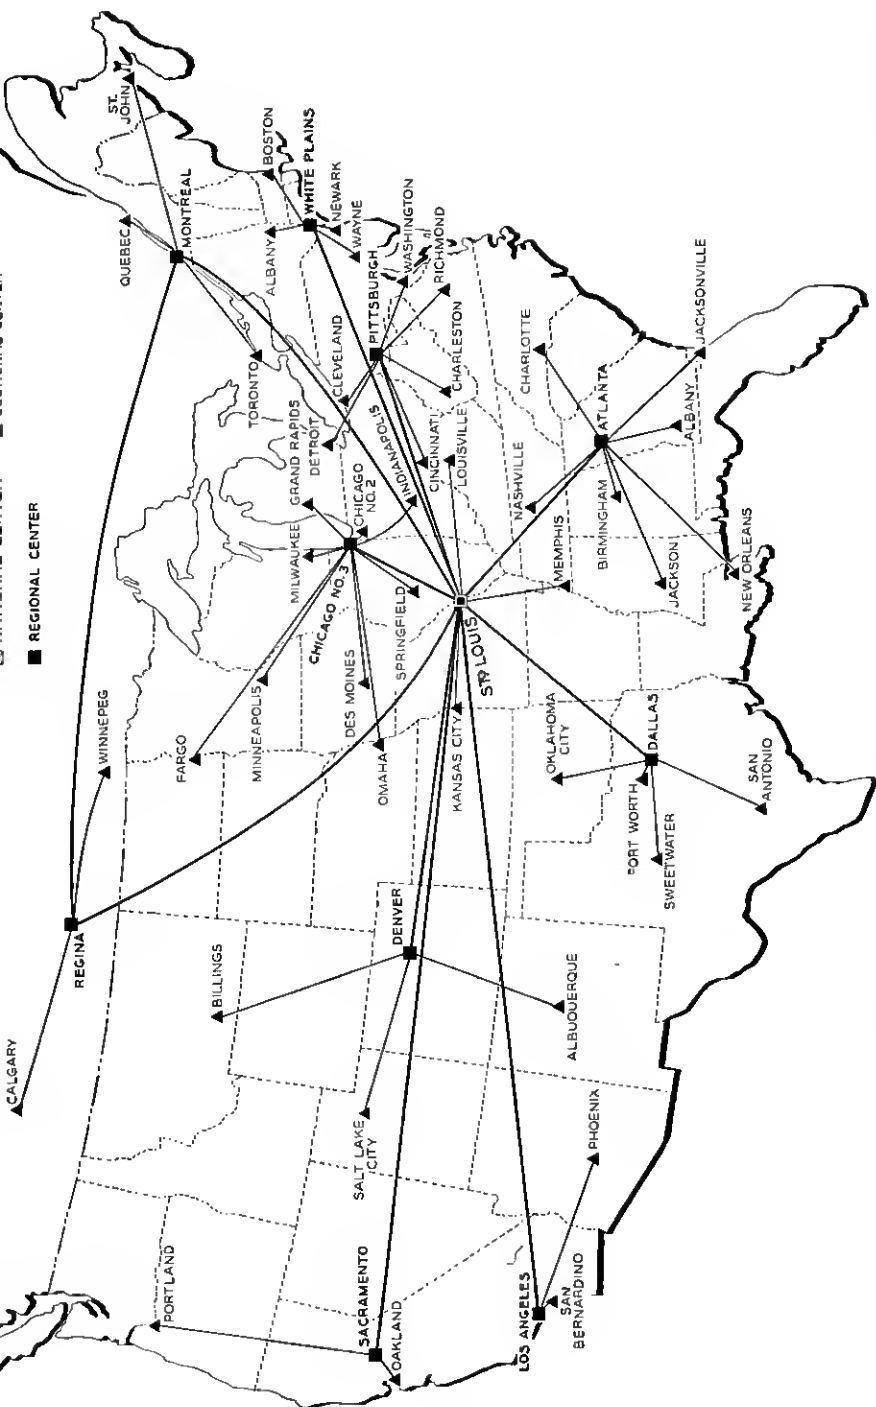 ■ REGIONAL CENTER
CALGARY
REGINA
WINNEPEG
QUEBEC
ST.
JOHN
MONTREAL
TORONTO
PORTLAND
SACRAMENTO
OAKLAND
LOS ANGELES
SAN
BERNARDINO
PHOENIX
SALT LAKE
CITY
BILLINGS
DENVER
ALBUQUERQUE
FARGO
MINNEAPOLIS
DES MOINES
OMAHA
KANSAS CITY
ST. LOUIS
SPRINGFIELD
CHICAGO NO.3
CHICAGO
NO.2
MILWAUKEE
GRAND RAPIDS
DETROIT
INDIANAPOLIS
CLEVELAND
CINCINNATI
LOUISVILLE
PITTSBURGH
CHARLESTON
WASHINGTON
RICHMOND
ALBANY
BOSTON
WHITE PLAINS
NEWARK
WAYNE
OKLAHOMA
CITY
FORT WORTH
DALLAS
SWEETWATER
SAN
ANTONIO
MEMPHIS
NASHVILLE
BIRMINGHAM
JACKSON
NEW ORLEANS
ATLANTA
CHARLOTTE
ALBANY
JACKSONVILLE